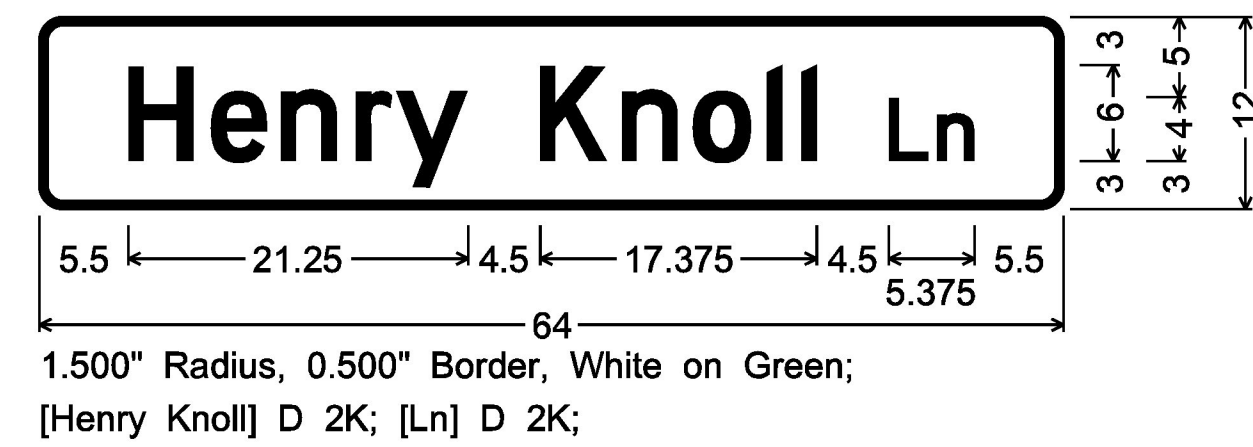 Henry Knoll Ln
3 5
6 4 12
3 3
5.5 21.25 4.5 17.375 4.5 5.375 5.5
64
1.500" Radius, 0.500" Border, White on Green;
[Henry Knoll] D 2K; [Ln] D 2K;